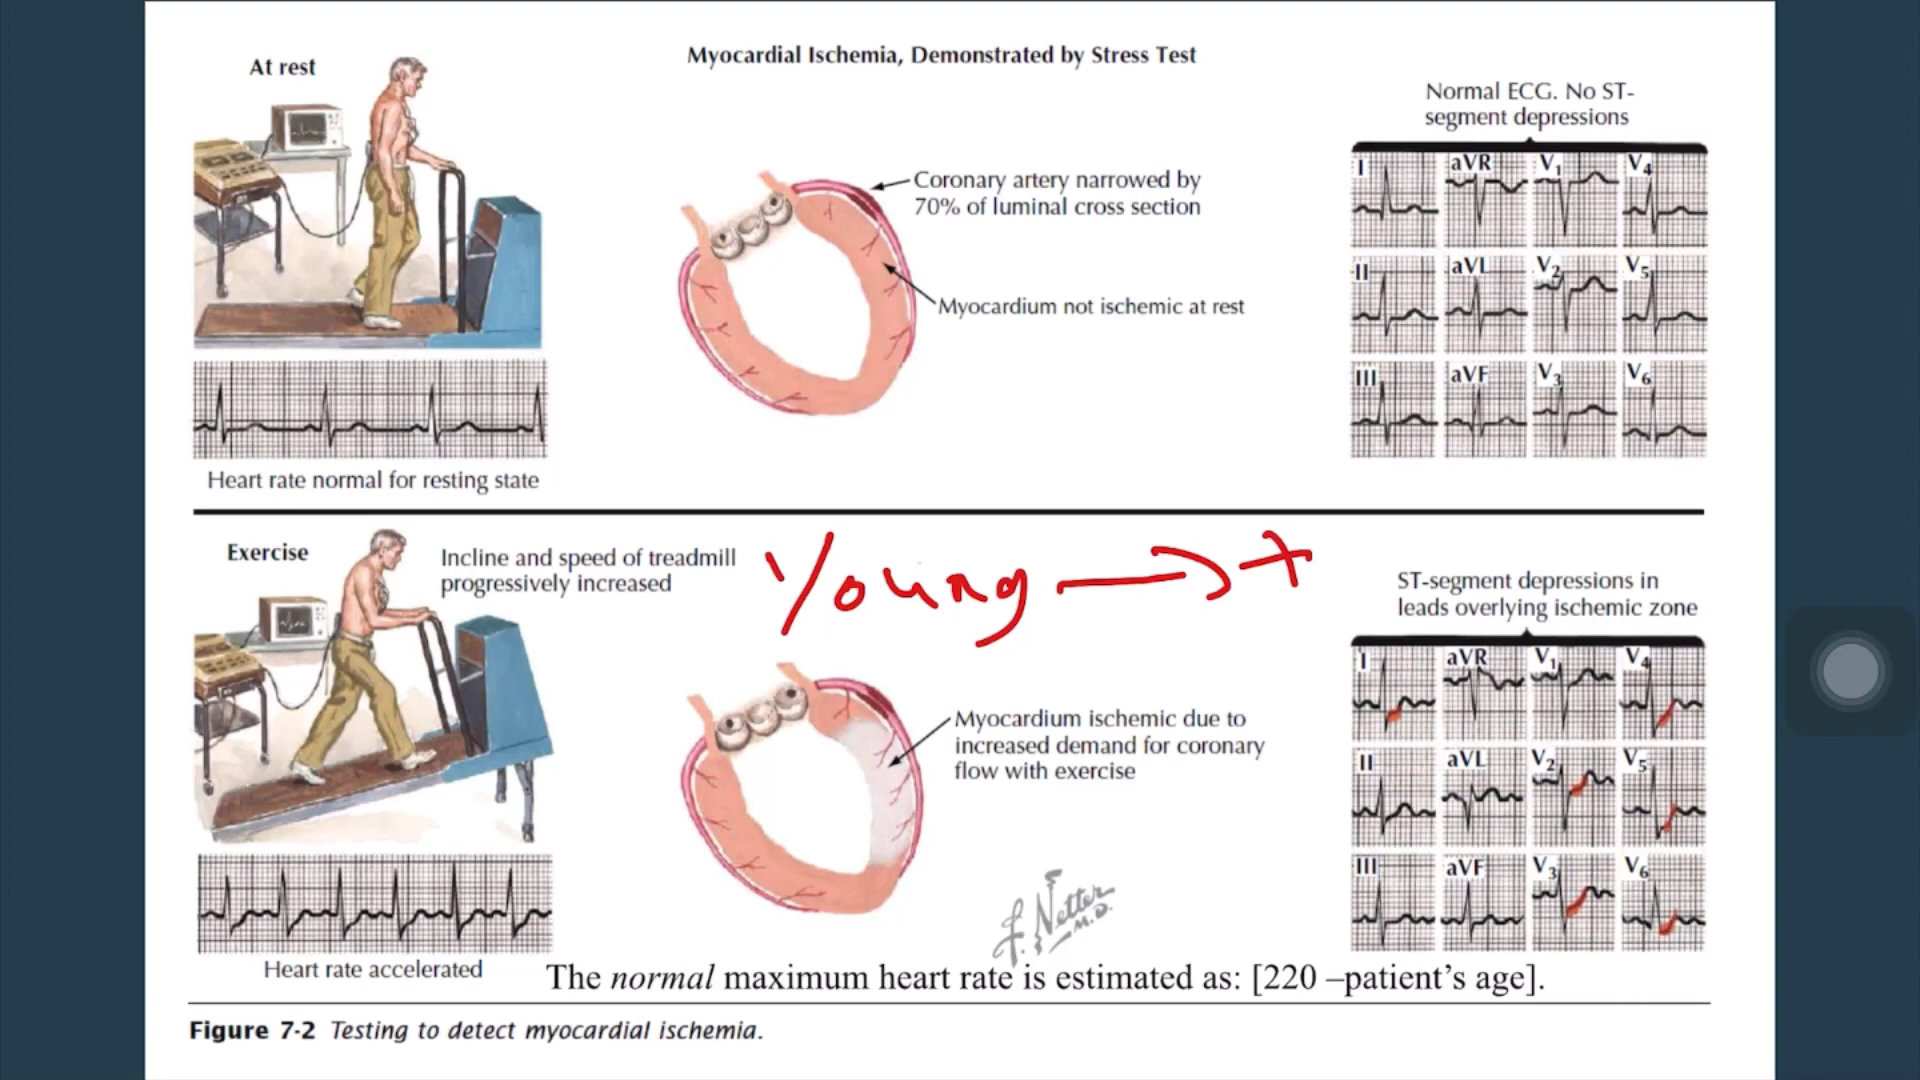 Myocardial Ischemia, Demonstrated by Stress Test
At rest
Heart rate normal for resting state
Coronary artery narrowed by
70% of luminal cross section
Myocardium not ischemic at rest
Normal ECG. No ST-
segment depressions
I aVR V1 V4
II aVL V2 V5
III aVF V3 V6
Exercise
Incline and speed of treadmill
progressively increased
Young → +
Heart rate accelerated
Myocardium ischemic due to
increased demand for coronary
flow with exercise
ST-segment depressions in
leads overlying ischemic zone
I aVR V1 V4
II aVL V2 V5
III aVF V3 V6
F. Netter
M.D.
The normal maximum heart rate is estimated as: [220 –patient’s age].
Figure 7-2 Testing to detect myocardial ischemia.